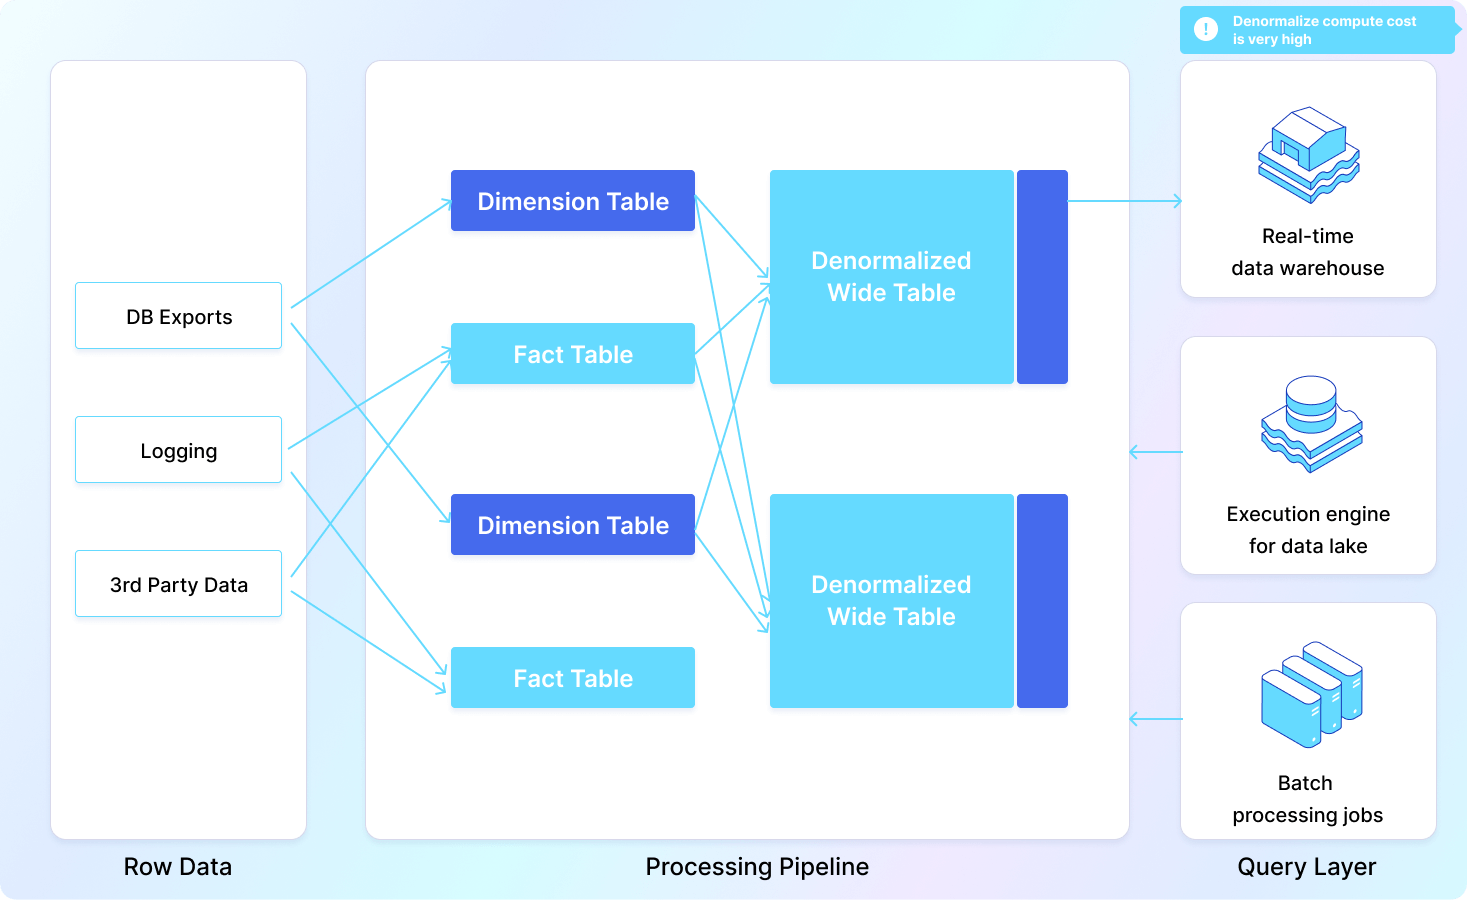 Denormalize compute cost
is very high
DB Exports
Logging
3rd Party Data
Row Data
Dimension Table
Fact Table
Dimension Table
Fact Table
Denormalized
Wide Table
Denormalized
Wide Table
Processing Pipeline
Real-time
data warehouse
Execution engine
for data lake
Batch
processing jobs
Query Layer